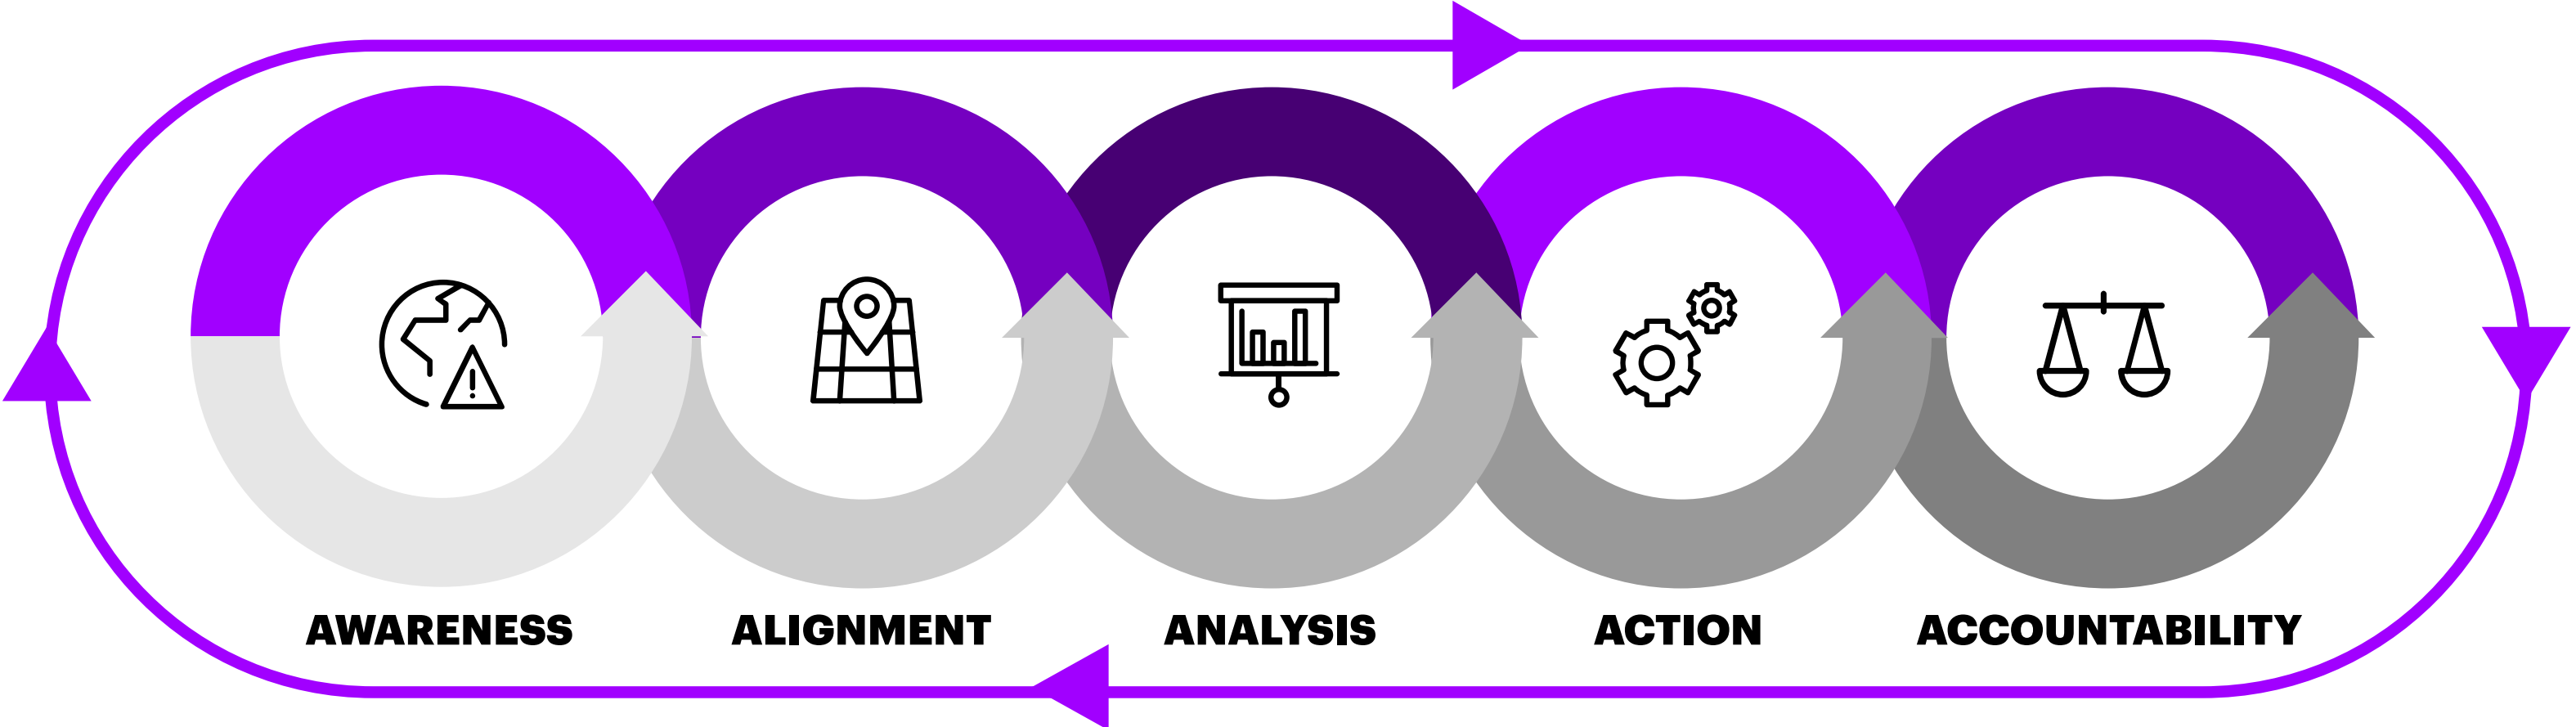 AWARENESS
ALIGNMENT
ANALYSIS
ACTION
ACCOUNTABILITY